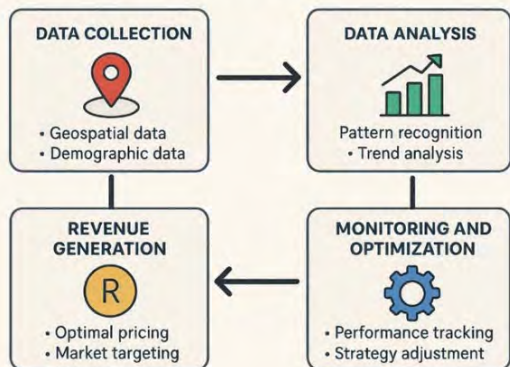 DATA COLLECTION
• Geospatial data
• Demographic data
DATA ANALYSIS
Pattern recognition
• Trend analysis
REVENUE
GENERATION
R
• Optimal pricing
• Market targeting
MONITORING AND
OPTIMIZATION
• Performance tracking
• Strategy adjustment